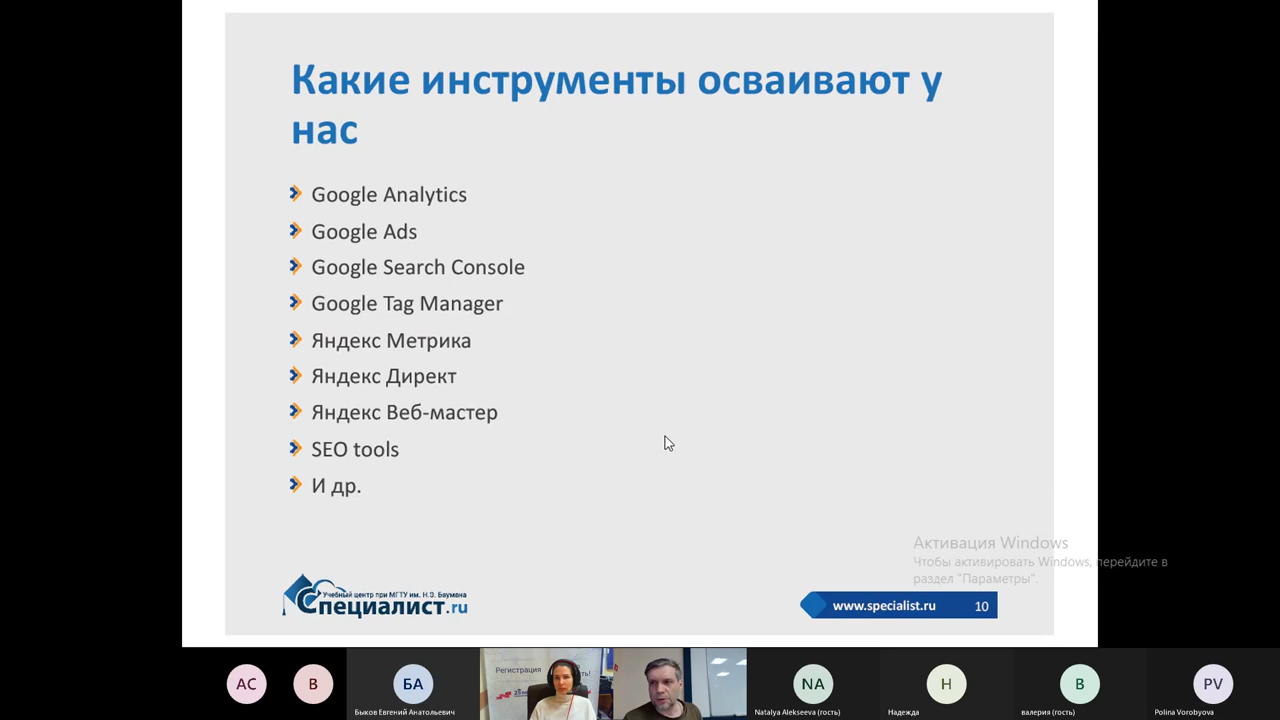 Какие инструменты осваивают у
нас
Google Analytics
Google Ads
Google Search Console
Google Tag Manager
Яндекс Метрика
Яндекс Директ
Яндекс Веб-мастер
SEO tools
И др.
Активация Windows
Чтобы активировать Windows, перейдите в
раздел "Параметры".
Учебный центр при МГТУ им. Н.Э. Баумана
Специалист.ru
www.specialist.ru 10
Регистрация
AC B БА NA H B PV
Быков Евгений Анатольевич Natalya Alekseeva (гость) Надежда валерия (гость) Polina Vorobyova